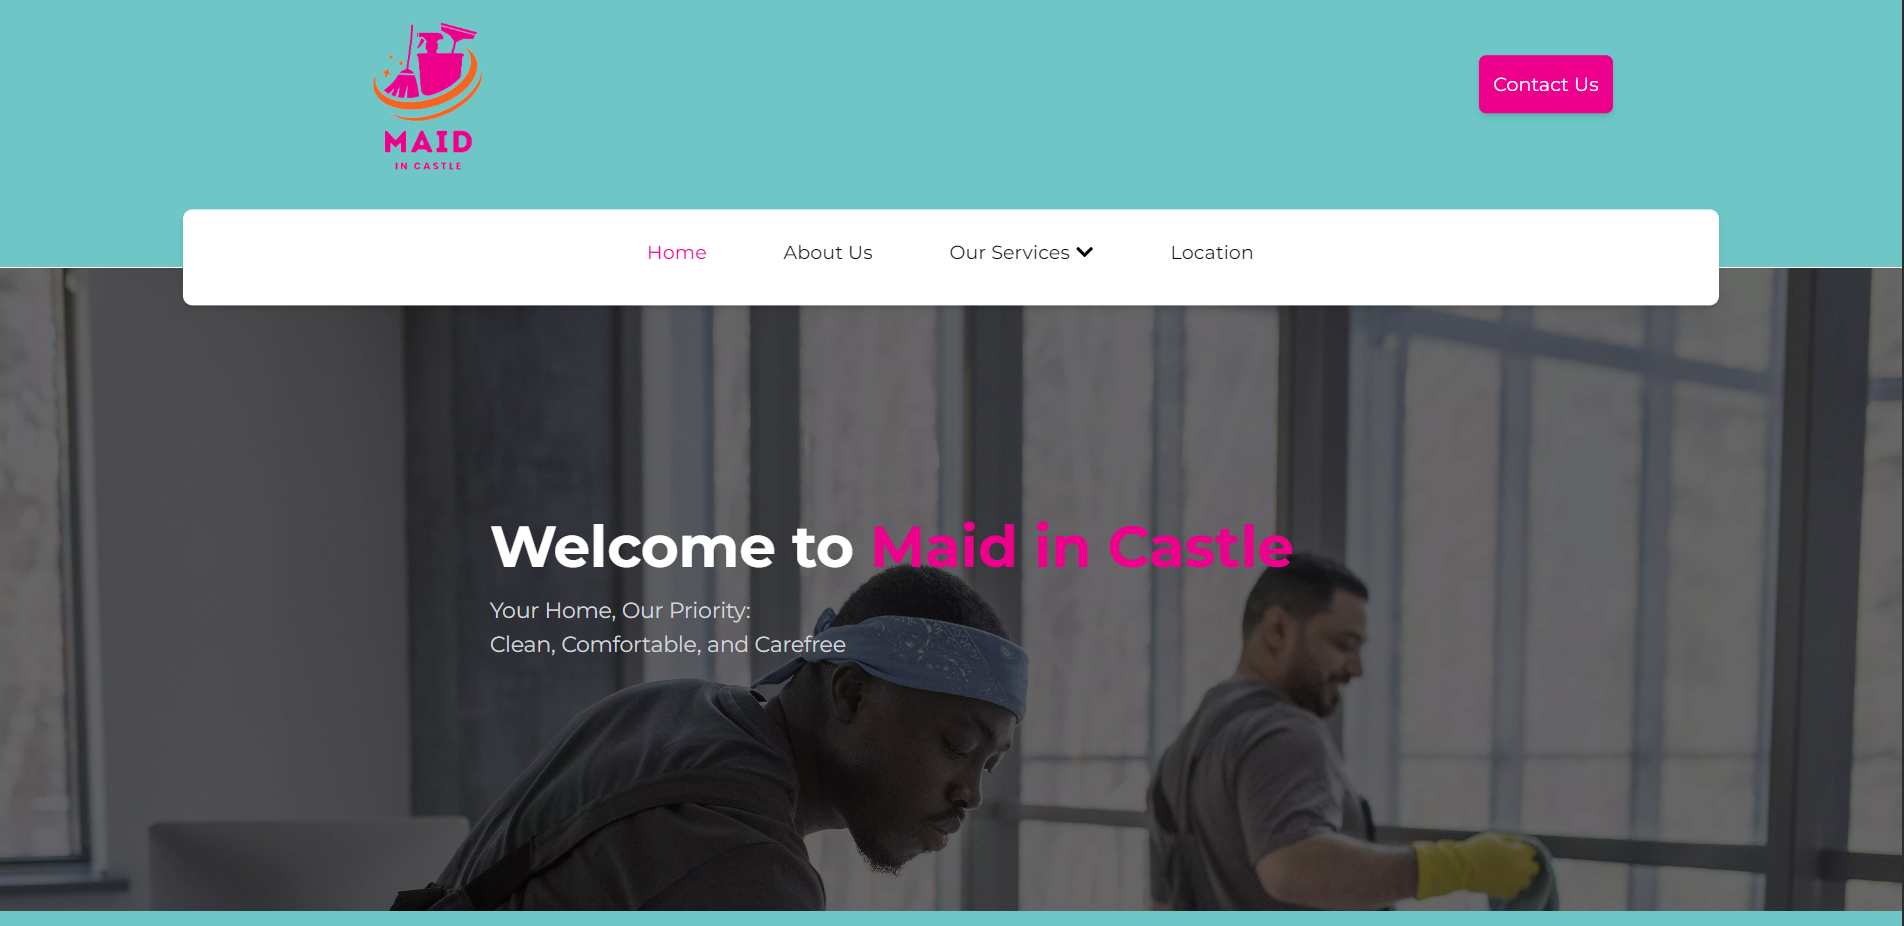 MAID
IN CASTLE
Contact Us
Home
About Us
Our Services
Location
Welcome to Maid in Castle
Your Home, Our Priority:
Clean, Comfortable, and Carefree